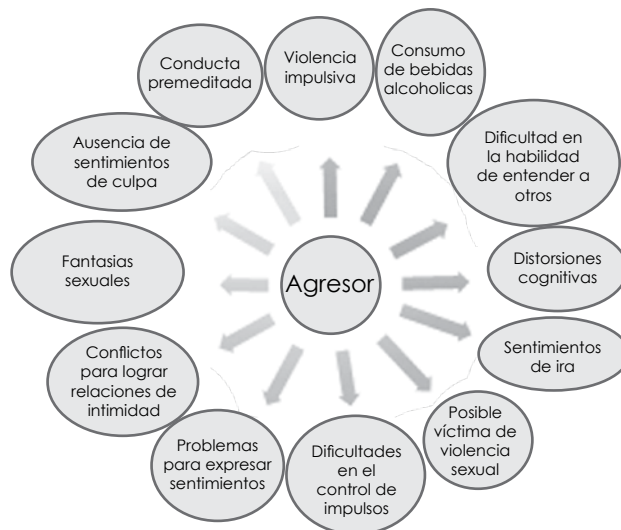 Conducta
premeditada
Violencia
impulsiva
Consumo
de bebidas
alcoholicas
Dificultad en
la habilidad
de entender a
otros
Distorsiones
cognitivas
Sentimientos
de ira
Posible
víctima de
violencia
sexual
Dificultades
en el
control de
impulsos
Problemas
para expresar
sentimientos
Conflictos
para lograr
relaciones de
intimidad
Fantasias
sexuales
Ausencia de
sentimientos
de culpa
Agresor